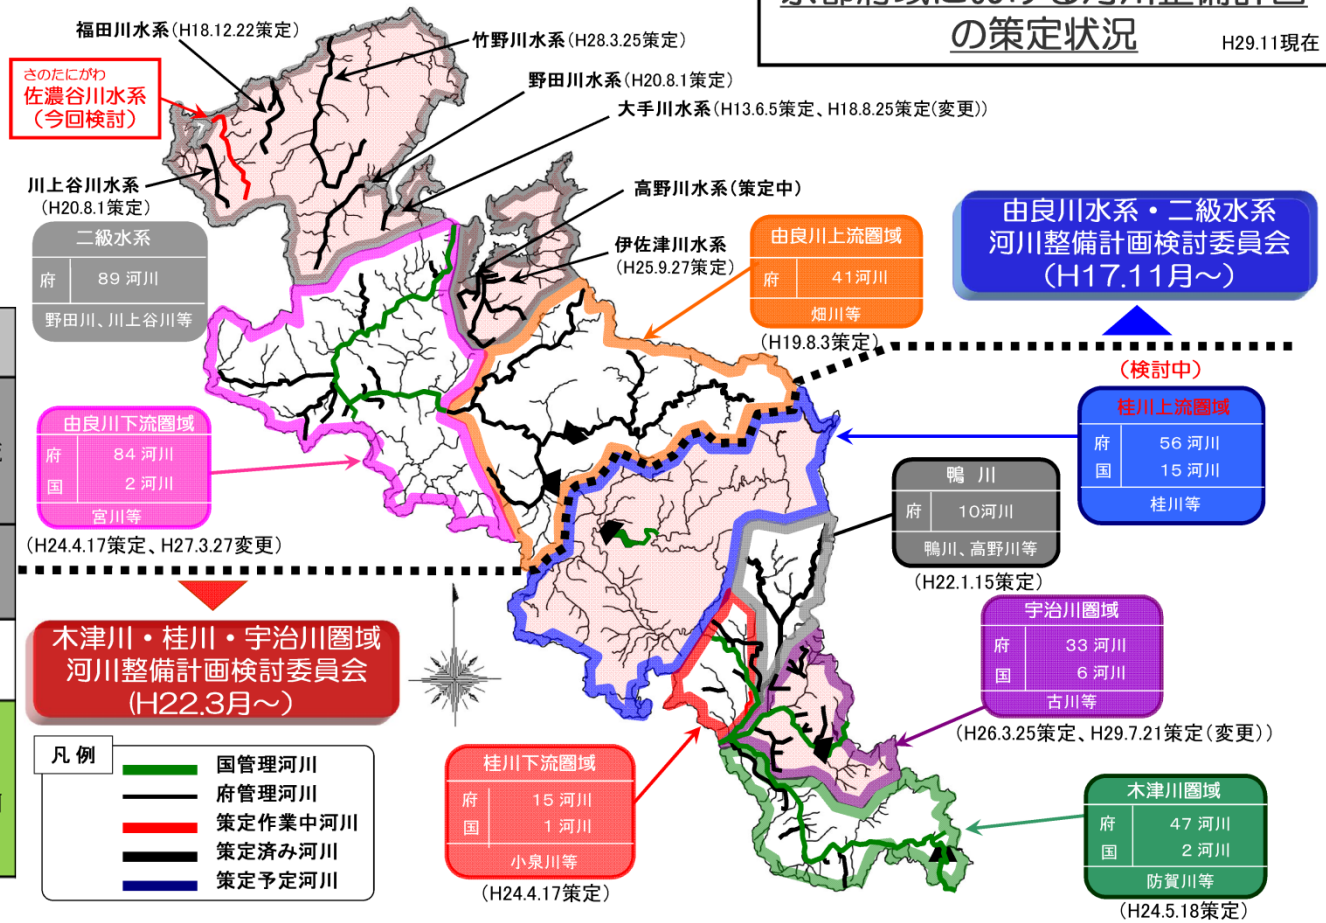 の策定状況
H29.11現在
福田川水系(H18.12.22策定)
竹野川水系(H28.3.25策定)
野田川水系(H20.8.1策定)
大手川水系(H13.6.5策定、H18.8.25策定(変更))
さのたにがわ
佐濃谷川水系
(今回検討)
川上谷川水系
(H20.8.1策定)
高野川水系(策定中)
伊佐津川水系
(H25.9.27策定)
二級水系
府 89 河川
野田川、川上谷川等
由良川上流圏域
府 41河川
畑川等
(H19.8.3策定)
由良川水系・二級水系
河川整備計画検討委員会
(H17.11月～)
(検討中)
桂川上流圏域
府 56 河川
国 15 河川
桂川等
由良川下流圏域
府 84 河川
国 2 河川
宮川等
(H24.4.17策定、H27.3.27変更)
鴨 川
府 10河川
鴨川、高野川等
(H22.1.15策定)
木津川・桂川・宇治川圏域
河川整備計画検討委員会
(H22.3月～)
宇治川圏域
府 33 河川
国 6 河川
古川等
(H26.3.25策定、H29.7.21策定(変更))
凡 例
国管理河川
府管理河川
策定作業中河川
策定済み河川
策定予定河川
桂川下流圏域
府 15 河川
国 1 河川
小泉川等
(H24.4.17策定)
木津川圏域
府 47 河川
国 2 河川
防賀川等
(H24.5.18策定)